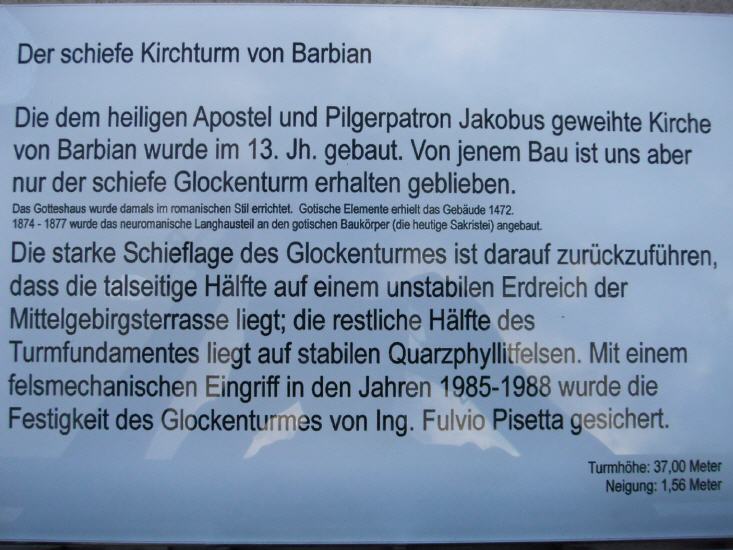 Der schiefe Kirchturm von Barbian
Die dem heiligen Apostel und Pilgerpatron Jakobus geweihte Kirche
von Barbian wurde im 13. Jh. gebaut. Von jenem Bau ist uns aber
nur der schiefe Glockenturm erhalten geblieben.
Das Gotteshaus wurde damals im romanischen Stil errichtet. Gotische Elemente erhielt das Gebäude 1472.
1874 - 1877 wurde das neuromanische Langhausteil an den gotischen Baukörper (die heutige Sakristei) angebaut.
Die starke Schieflage des Glockenturmes ist darauf zurückzuführen,
dass die talseitige Hälfte auf einem unstabilen Erdreich der
Mittelgebirgsterrasse liegt; die restliche Hälfte des
Turmfundamentes liegt auf stabilen Quarzphyllitfelsen. Mit einem
felsmechanischen Eingriff in den Jahren 1985-1988 wurde die
Festigkeit des Glockenturmes von Ing. Fulvio Pisetta gesichert.
Turmhöhe: 37,00 Meter
Neigung: 1,56 Meter